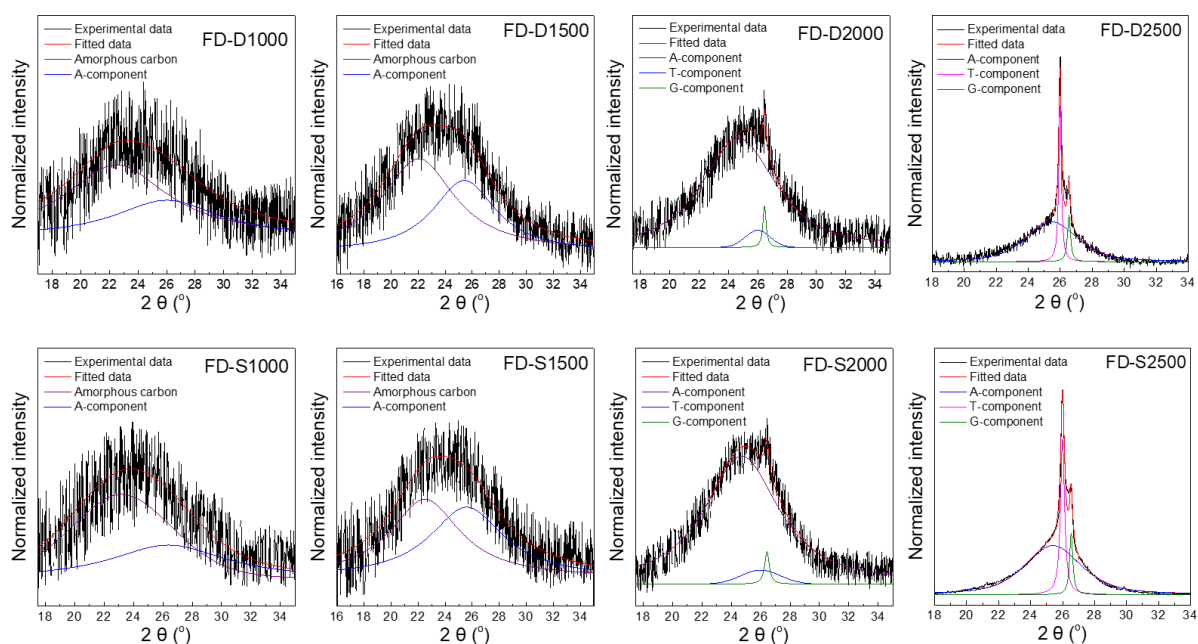 Experimental data
Fitted data
Amorphous carbon
A-component
FD-D1000
Normalized intensity
18 20 22 24 26 28 30 32 34
2 θ (°)
Experimental data
Fitted data
Amorphous carbon
A-component
FD-D1500
Normalized intensity
16 18 20 22 24 26 28 30 32 34
2 θ (°)
Experimental data
Fitted data
A-component
T-component
G-component
FD-D2000
Normalized intensity
18 20 22 24 26 28 30 32 34
2 θ (°)
Experimental data
Fitted data
A-component
T-component
G-component
FD-D2500
Normalized intensity
18 20 22 24 26 28 30 32 34
2 θ (°)
Experimental data
Fitted data
Amorphous carbon
A-component
FD-S1000
Normalized intensity
18 20 22 24 26 28 30 32 34
2 θ (°)
Experimental data
Fitted data
Amorphous carbon
A-component
FD-S1500
Normalized intensity
16 18 20 22 24 26 28 30 32 34
2 θ (°)
Experimental data
Fitted data
A-component
T-component
G-component
FD-S2000
Normalized intensity
18 20 22 24 26 28 30 32 34
2 θ (°)
Experimental data
Fitted data
A-component
T-component
G-component
FD-S2500
Normalized intensity
18 20 22 24 26 28 30 32 34
2 θ (°)